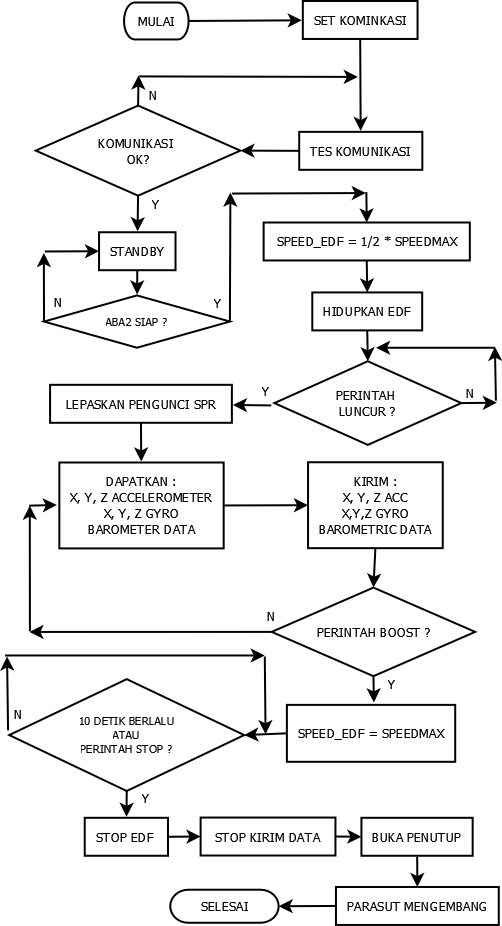 MULAI
SET KOMINKASI
N
KOMUNIKASI
OK?
TES KOMUNIKASI
Y
STANDBY
SPEED_EDF = 1/2 * SPEEDMAX
N
Y
ABA2 SIAP ?
HIDUPKAN EDF
Y
PERINTAH
LUNCUR ?
N
LEPASKAN PENGUNCI SPR
DAPATKAN :
X, Y, Z ACCELEROMETER
X, Y, Z GYRO
BAROMETER DATA
KIRIM :
X, Y, Z ACC
X,Y,Z GYRO
BAROMETRIC DATA
N
PERINTAH BOOST ?
Y
N
10 DETIK BERLALU
ATAU
PERINTAH STOP ?
SPEED_EDF = SPEEDMAX
Y
STOP EDF
STOP KIRIM DATA
BUKA PENUTUP
SELESAI
PARASUT MENGEMBANG